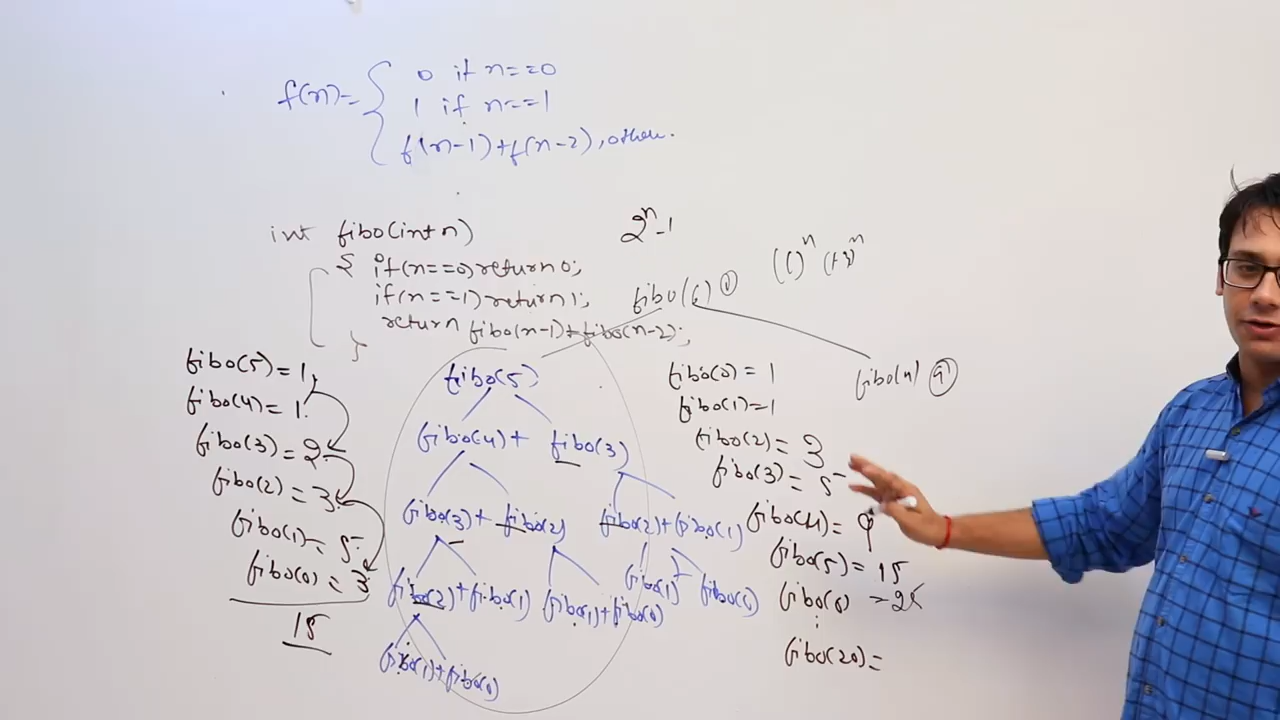 f(n)= { 0 if n==0
1 if n==1
f(n-1)+f(n-2), other.
int fibo(int n)
{ if(n==0) return 0;
if(n==1) return 1;
return fibo(n-1)+fibo(n-2);
}
2^n-1
fibo(6) ①
fibo(4) ⑨
fibo(5)=1
fibo(4)=1
fibo(3)=2
fibo(2)=3
fibo(1)=5
fibo(0)=3
15
fibo(5)
fibo(4)+ fibo(3)
fibo(3)+ fibo(2) fibo(2)+fibo(1)
fibo(2)+fibo(1) fibo(1)+fibo(0) fibo(1) fibo(0)
fibo(1)+fibo(0)
fibo(0)=1
fibo(1)=1
fibo(2)=3
fibo(3)=5
fibo(4)=9
fibo(5)=15
fibo(6)=25
:
fibo(20)=